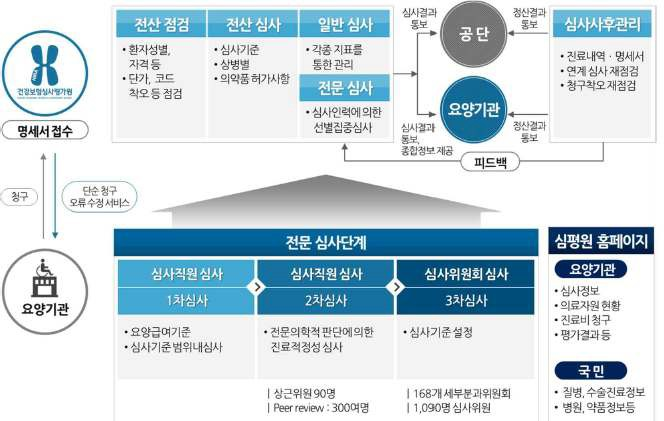 HIRA
건강보험심사평가원
명세서 접수
청구
단순 청구
오류 수정 서비스
요양기관
전산 점검
• 환자성별,
자격 등
• 단가, 코드
착오 등 점검
전산 심사
• 심사기준
• 상병별
• 의약품 허가사항
일반 심사
• 각종 지표를
통한 관리
전문 심사
• 심사인력에 의한
선별집중심사
심사결과
통보
정산결과
통보
공 단
요양기관
심사결과
통보,
종합정보 제공
정산결과
통보
심사사후관리
• 진료내역 · 명세서
• 연계 심사 재점검
• 청구착오 재점검
피드백
전문 심사단계
심사직원 심사
1차심사
• 요양급여기준
• 심사기준 범위내심사
심사직원 심사
2차심사
• 전문의학적 판단에 의한
진료적정성 심사
| 상근위원 90명
| Peer review : 300여명
심사위원회 심사
3차심사
• 심사기준 설정
| 168개 세부분과위원회
| 1,090명 심사위원
심평원 홈페이지
요양기관
• 심사정보
• 의료자원 현황
• 진료비 청구
• 평가결과 등
국 민
• 질병, 수술진료정보
• 병원, 약품정보등